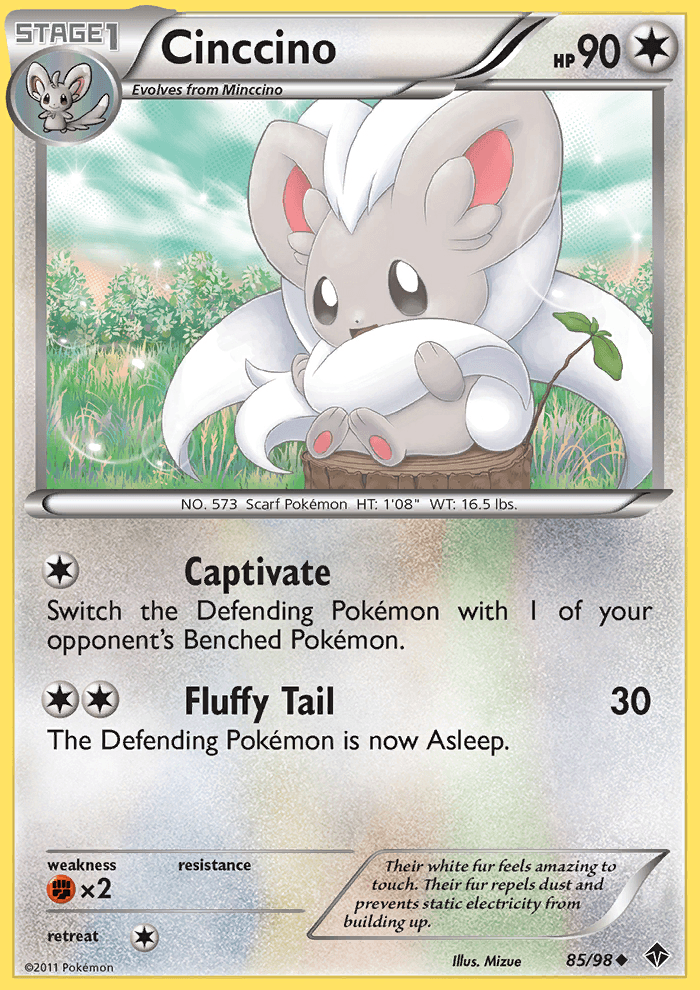 STAGE1
Cinccino
HP 90
Evolves from Minccino
NO. 573 Scarf Pokémon HT: 1'08" WT: 16.5 lbs.
Captivate
Switch the Defending Pokémon with 1 of your
opponent's Benched Pokémon.
Fluffy Tail 30
The Defending Pokémon is now Asleep.
weakness resistance
×2
Their white fur feels amazing to
touch. Their fur repels dust and
prevents static electricity from
building up.
retreat
Illus. Mizue 85/98
©2011 Pokémon